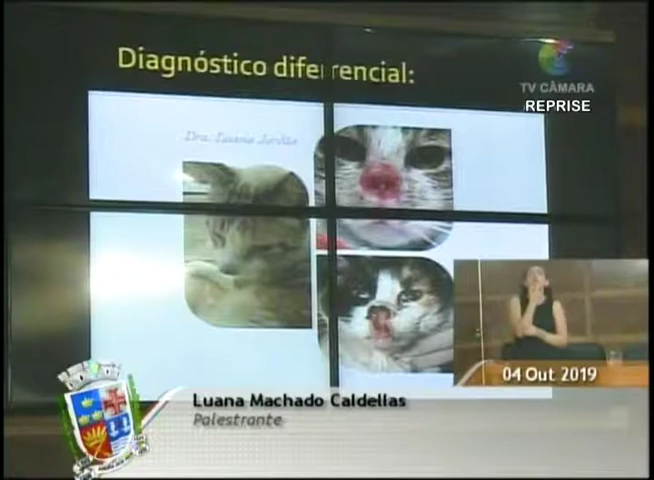 Diagnóstico diferencial:
TV CÂMARA
REPRISE
04 Out 2019
Luana Machado Caldellas
Palestrante